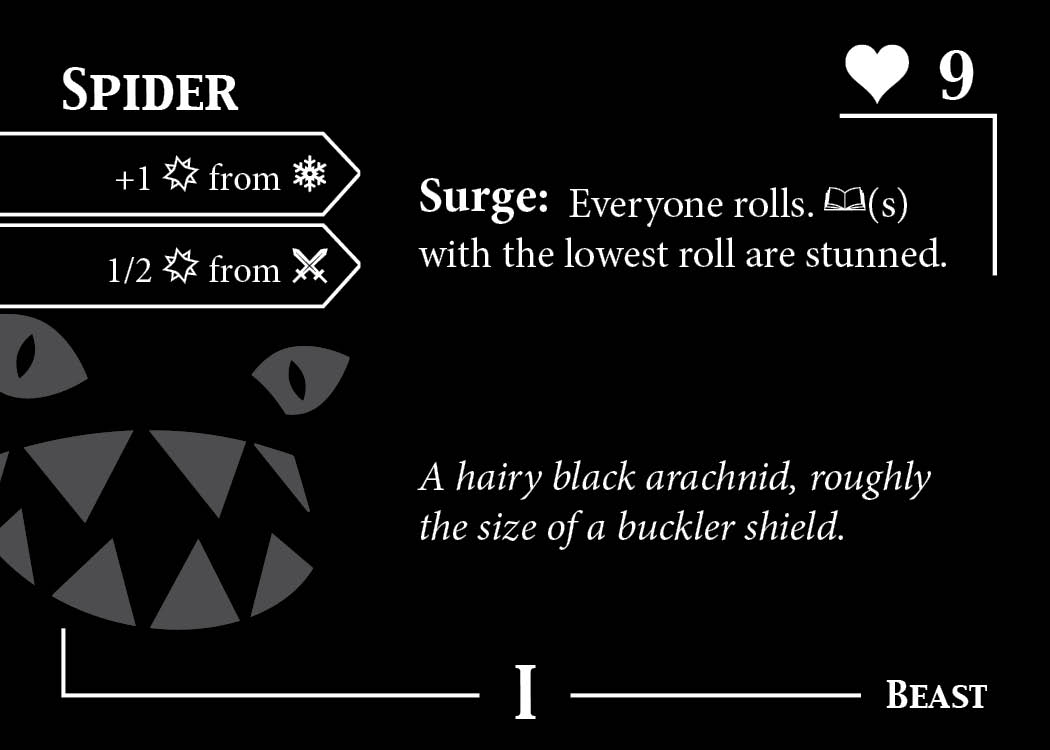 SPIDER
9
+1 from
1/2 from
Surge: Everyone rolls. (s)
with the lowest roll are stunned.
A hairy black arachnid, roughly
the size of a buckler shield.
I
BEAST